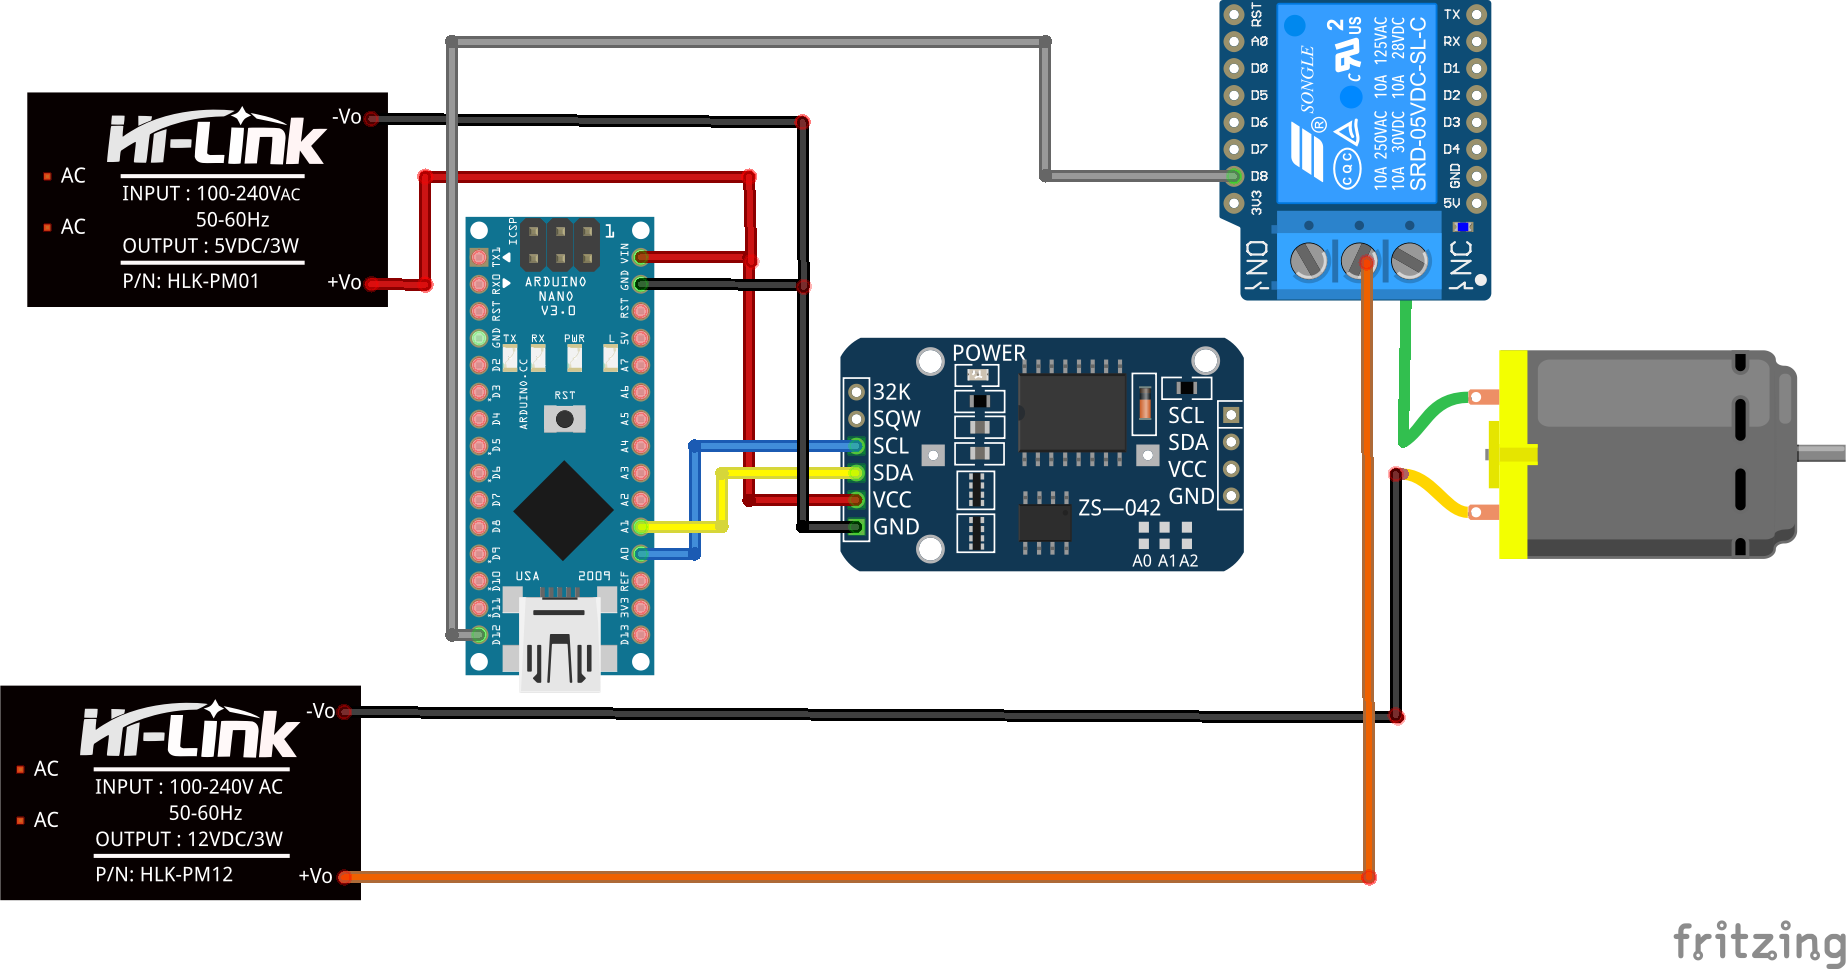 -Vo
Hi-Link
AC
INPUT : 100-240VAC
50-60Hz
AC
OUTPUT : 5VDC/3W
P/N: HLK-PM01
+Vo
ICSP
1
TX1
RX0
RST
GND
D2
D3
D4
D5
D6
D7
D8
D9
D10
D11
D12
VIN
GND
RST
5V
A7
A6
A5
A4
A3
A2
A1
A0
REF
3V3
D13
ARDUINO
NANO
V3.0
TX
RX
PWR
L
ARDUINO.CC
RST
USA
2009
POWER
32K
SQW
SCL
SDA
VCC
GND
SCL
SDA
VCC
GND
ZS—042
A0 A1 A2
RST
A0
D0
D5
D6
D7
D8
3V3
TX
RX
D1
D2
D3
D4
GND
5V
SONGLE
®
c
US
2
CQC
10A 250VAC 10A 125VAC
10A 30VDC 10A 28VDC
SRD-05VDC-SL-C
NO
NC
-Vo
Hi-Link
AC
INPUT : 100-240V AC
50-60Hz
AC
OUTPUT : 12VDC/3W
P/N: HLK-PM12
+Vo
fritzing